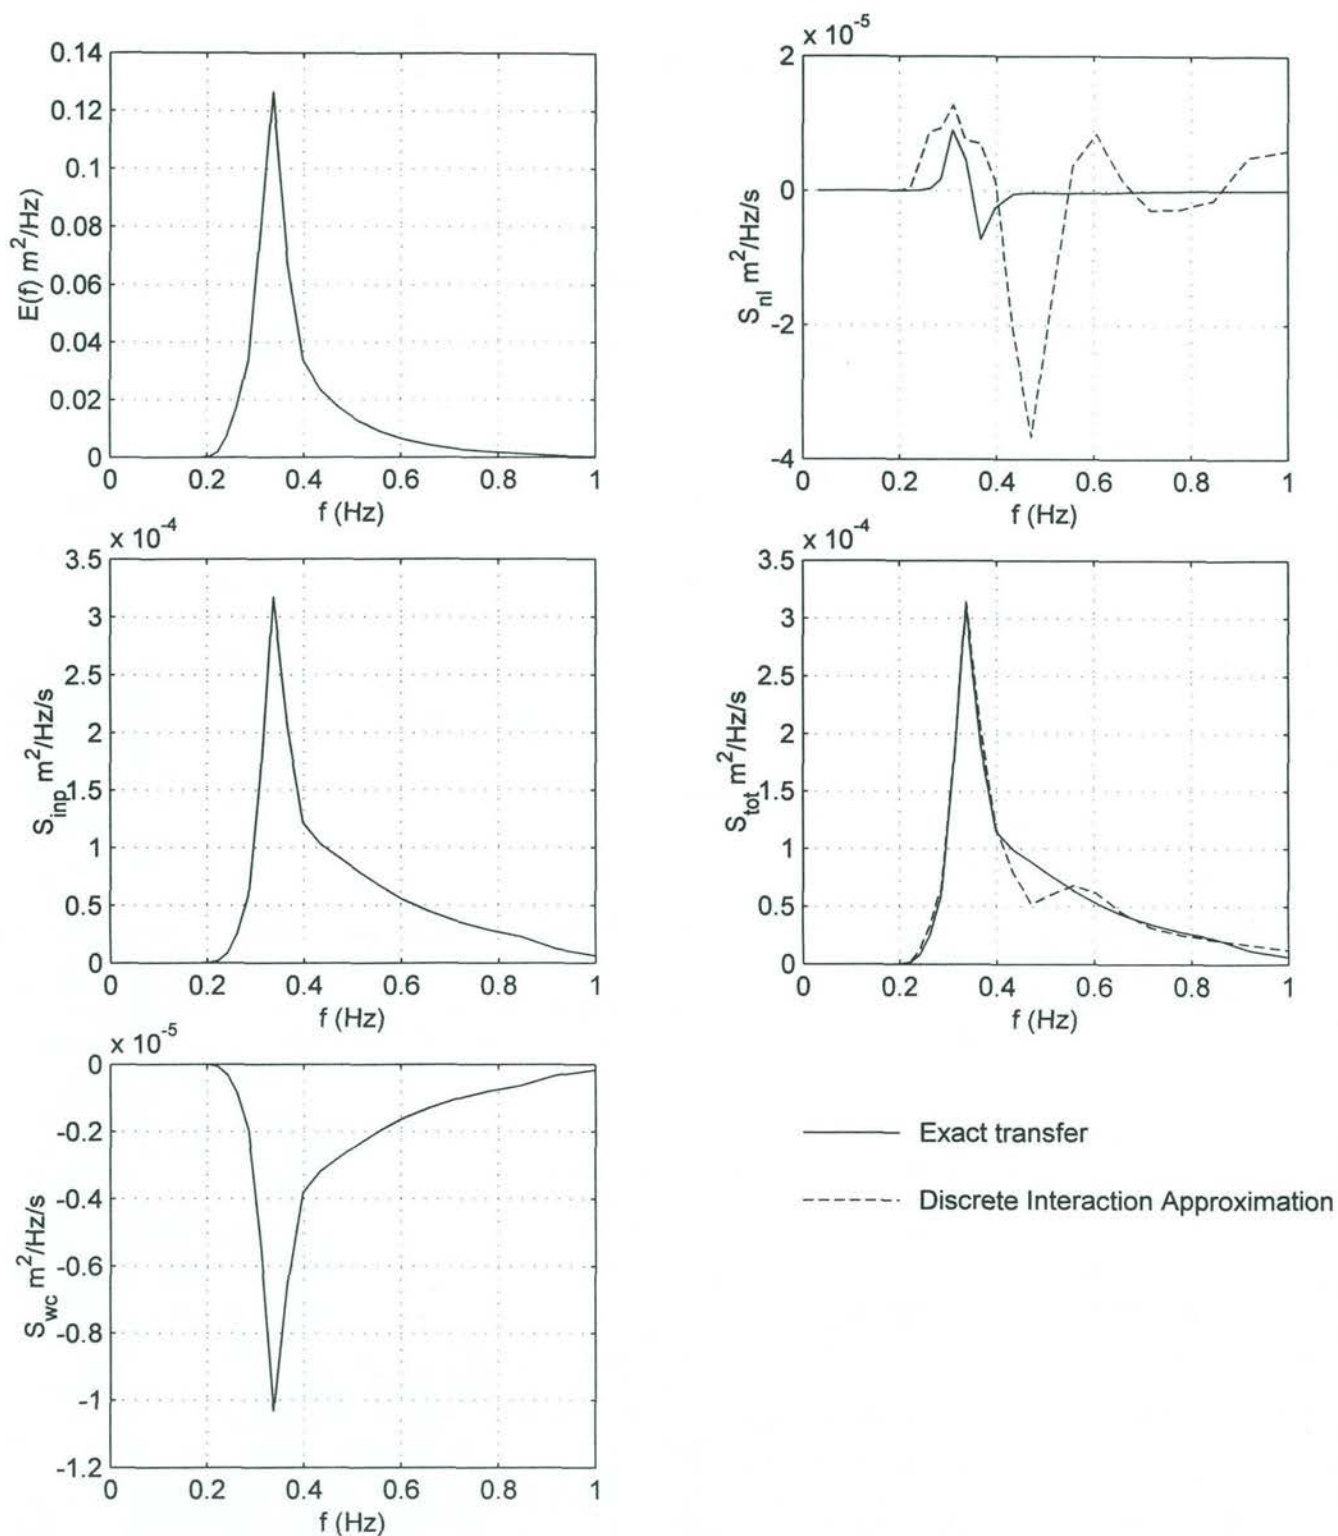 0.14
0.12
0.1
0.08
0.06
0.04
0.02
0
E(f) m²/Hz
0 0.2 0.4 0.6 0.8 1
f (Hz)
x 10⁻⁵
2
0
-2
-4
S_nl m²/Hz/s
0 0.2 0.4 0.6 0.8 1
f (Hz)
x 10⁻⁴
3.5
3
2.5
2
1.5
1
0.5
0
S_inp m²/Hz/s
0 0.2 0.4 0.6 0.8 1
f (Hz)
x 10⁻⁴
3.5
3
2.5
2
1.5
1
0.5
0
S_tot m²/Hz/s
0 0.2 0.4 0.6 0.8 1
f (Hz)
x 10⁻⁵
0
-0.2
-0.4
-0.6
-0.8
-1
-1.2
S_wc m²/Hz/s
0 0.2 0.4 0.6 0.8 1
f (Hz)
Exact transfer
Discrete Interaction Approximation